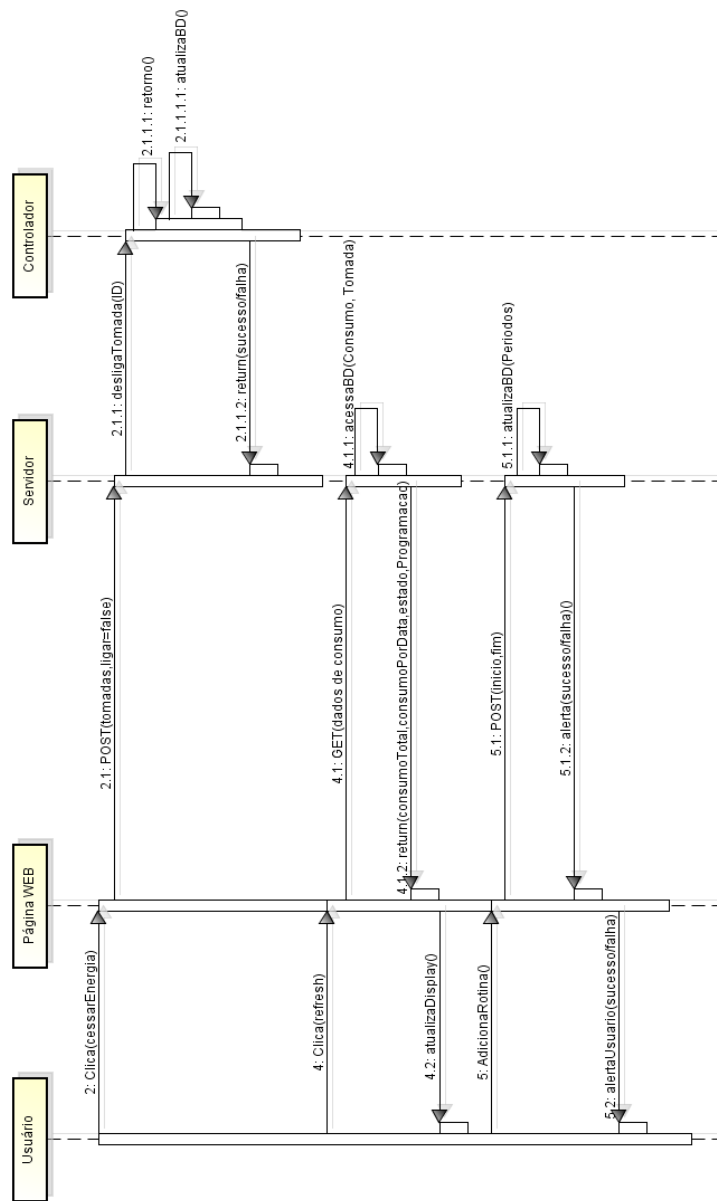 Usuário
Página WEB
Servidor
Controlador
2: Clica(cessarEnergia)
2.1: POST(tomadas,ligar=false)
2.1.1: desligaTomada(ID)
2.1.1.1: retorno()
2.1.1.1.1: atualizaBD()
2.1.1.2: return(sucesso/falha)
4: Clica(refresh)
4.1: GET(dados de consumo)
4.1.1: acessaBD(Consumo, Tomada)
4.1.2: return(consumoTotal,consumoPorData,estado,Programacao)
4.2: atualizaDisplay()
5: AdicionaRotina()
5.1: POST(inicio,fim)
5.1.1: atualizaBD(Periodos)
5.1.2: alerta(sucesso/falha)()
5.2: alertaUsuario(sucesso/falha)